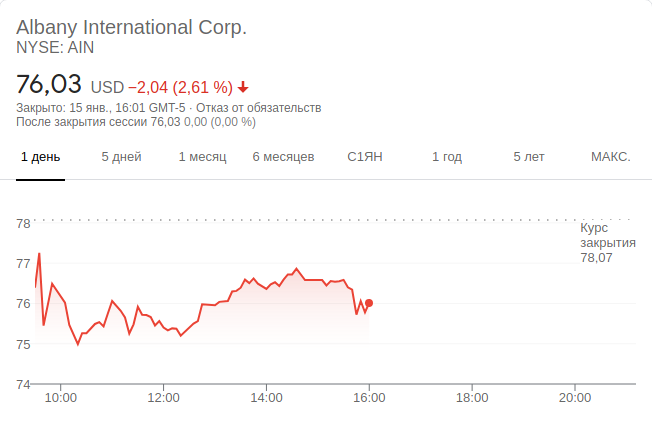 Albany International Corp.
NYSE: AIN
76,03 USD −2,04 (2,61 %)
Закрыто: 15 янв., 16:01 GMT-5 · Отказ от обязательств
После закрытия сессии 76,03 0,00 (0,00 %)
1 день 5 дней 1 месяц 6 месяцев С1ЯН 1 год 5 лет МАКС.
78
Курс
закрытия
78,07
77
76
75
74
10:00 12:00 14:00 16:00 18:00 20:00